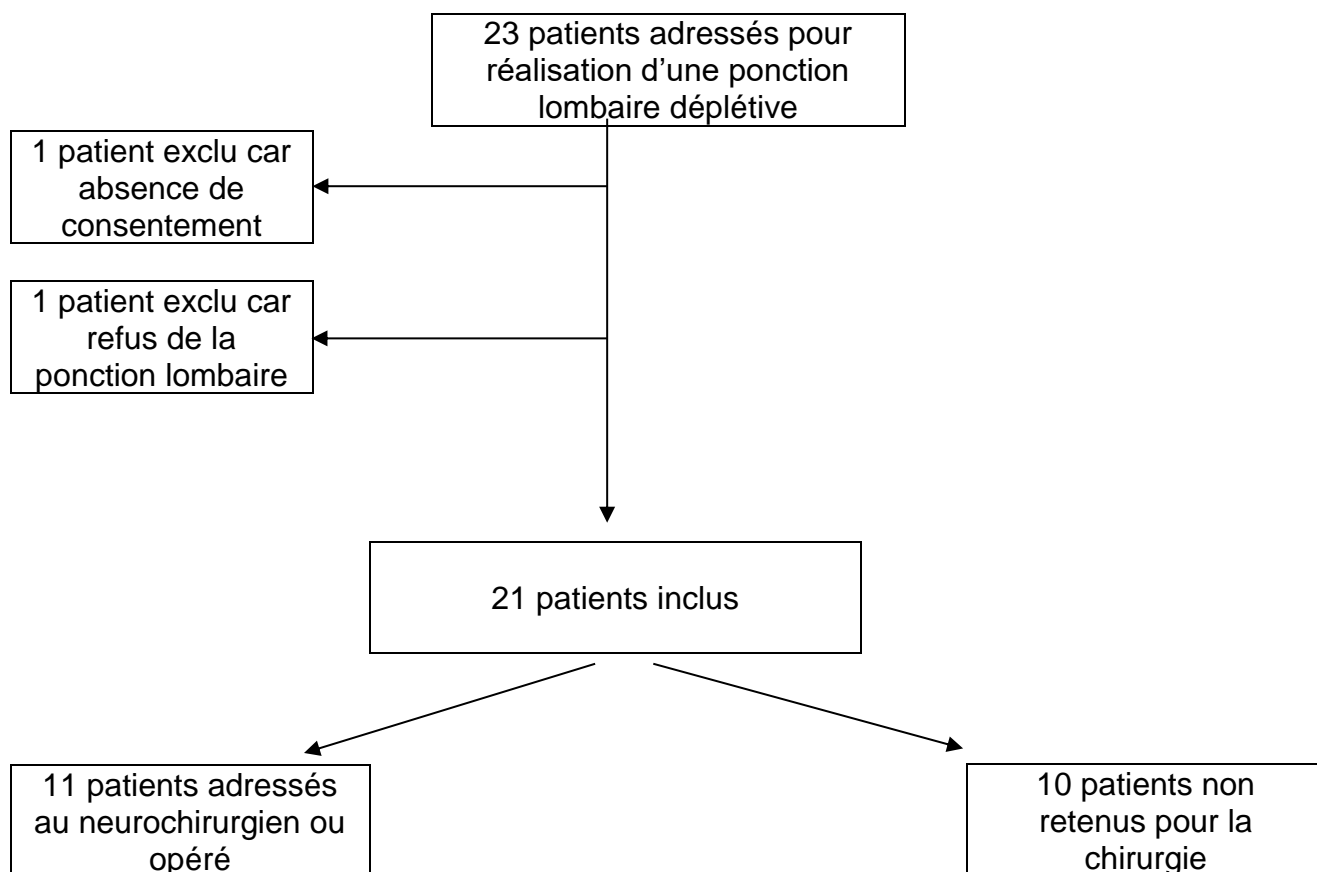 23 patients adressés pour
réalisation d’une ponction
lombaire déplétive
1 patient exclu car
absence de
consentement
1 patient exclu car
refus de la
ponction lombaire
21 patients inclus
11 patients adressés
au neurochirurgien ou
opéré
10 patients non
retenus pour la
chirurgie